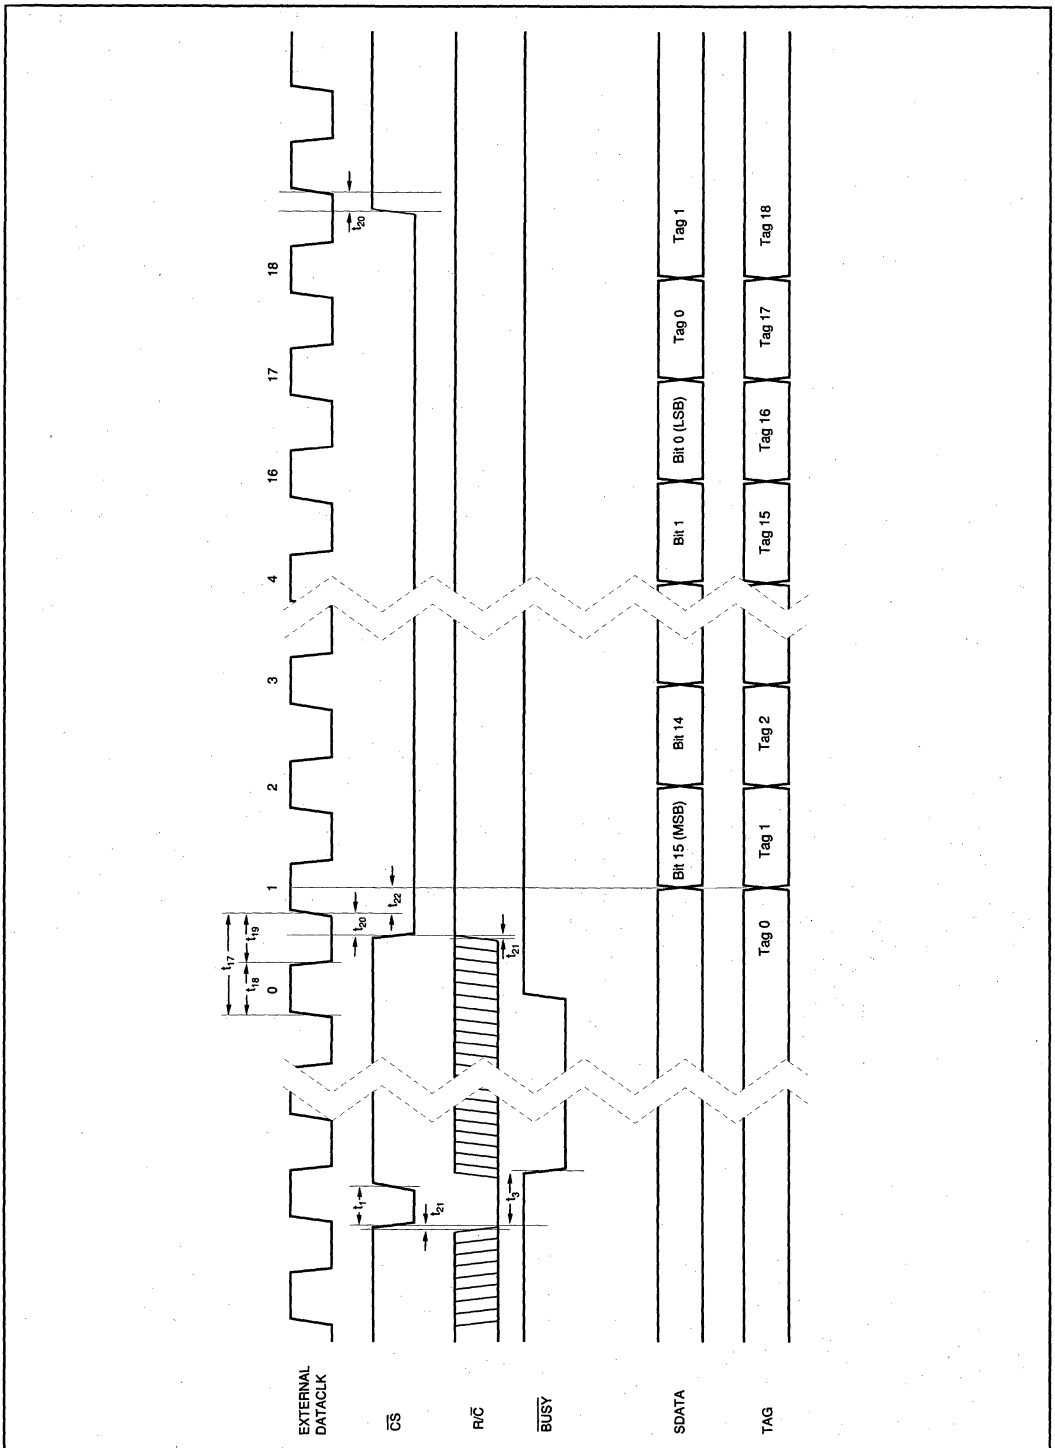 t17
t18
t19
0
1
2
3
4
16
17
18
EXTERNAL
DATACLK
t1
t20
t22
t20
CS
t21
R/C
t21
t3
BUSY
Bit 15 (MSB)
Bit 14
Bit 1
Bit 0 (LSB)
Tag 0
Tag 1
SDATA
Tag 0
Tag 1
Tag 2
Tag 15
Tag 16
Tag 17
Tag 18
TAG